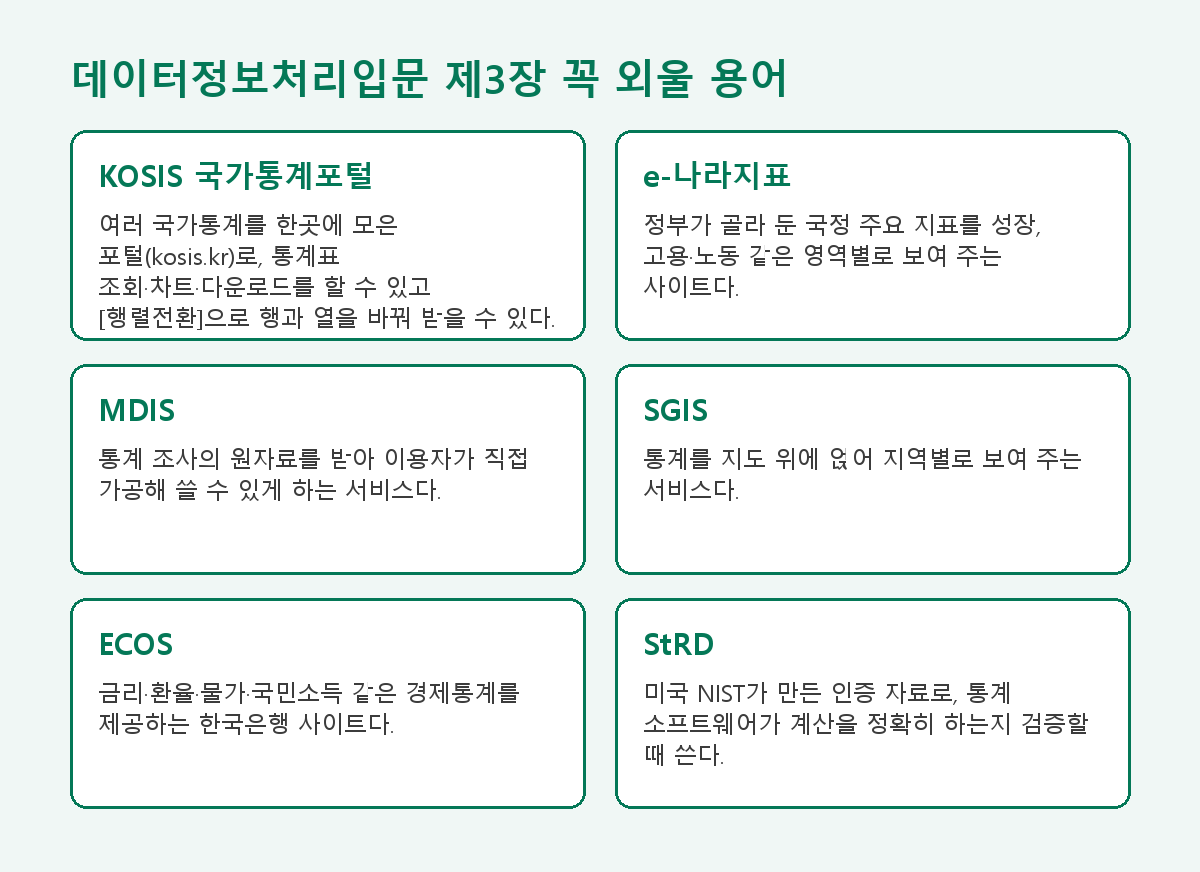 데이터정보처리입문 제3장 꼭 외울 용어
KOSIS 국가통계포털
여러 국가통계를 한곳에 모은
포털(kosis.kr)로, 통계표
조회·차트·다운로드를 할 수 있고
[행렬전환]으로 행과 열을 바꿔 받을 수 있다.
e-나라지표
정부가 골라 둔 국정 주요 지표를 성장,
고용·노동 같은 영역별로 보여 주는
사이트다.
MDIS
통계 조사의 원자료를 받아 이용자가 직접
가공해 쓸 수 있게 하는 서비스다.
SGIS
통계를 지도 위에 얹어 지역별로 보여 주는
서비스다.
ECOS
금리·환율·물가·국민소득 같은 경제통계를
제공하는 한국은행 사이트다.
StRD
미국 NIST가 만든 인증 자료로, 통계
소프트웨어가 계산을 정확히 하는지 검증할
때 쓴다.